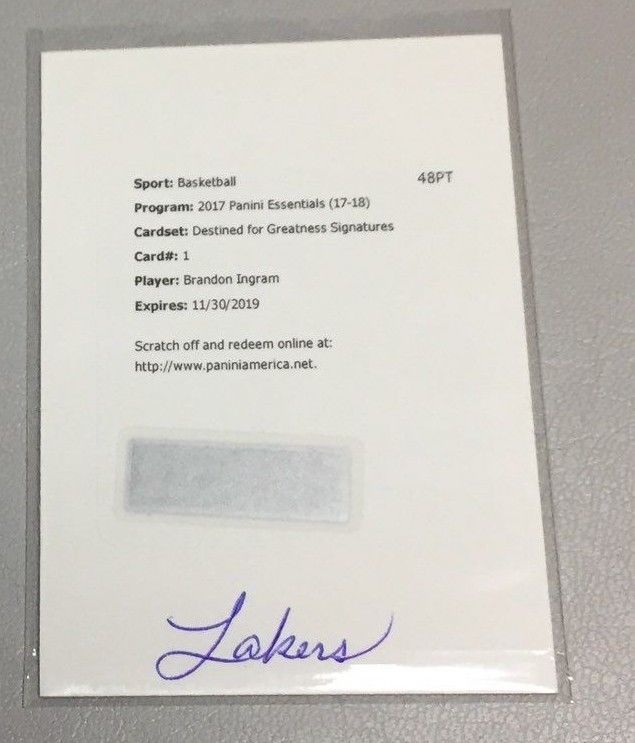 Sport: Basketball 48PT
Program: 2017 Panini Essentials (17-18)
Cardset: Destined for Greatness Signatures
Card#: 1
Player: Brandon Ingram
Expires: 11/30/2019
Scratch off and redeem online at:
http://www.paniniamerica.net.
Lakers